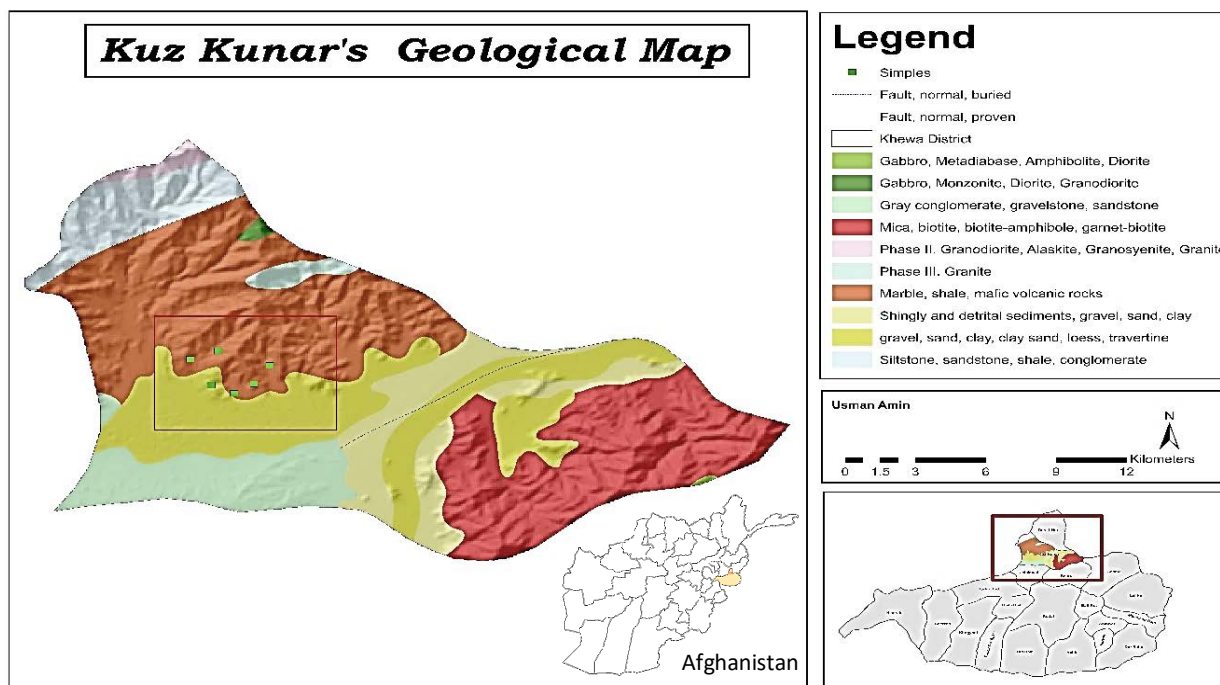 Kuz Kunar's Geological Map
Legend
Simples
Fault, normal, buried
Fault, normal, proven
Khewa District
Gabbro, Metadiabase, Amphibolite, Diorite
Gabbro, Monzonite, Diorite, Granodiorite
Gray conglomerate, gravelstone, sandstone
Mica, biotite, biotite-amphibole, garnet-biotite
Phase II. Granodiorite, Alaskite, Granosyenite, Granite
Phase III. Granite
Marble, shale, mafic volcanic rocks
Shingly and detrital sediments, gravel, sand, clay
gravel, sand, clay, clay sand, loess, travertine
Siltstone, sandstone, shale, conglomerate
Usman Amin
N
Kilometers
0 1.5 3 6 9 12
Afghanistan